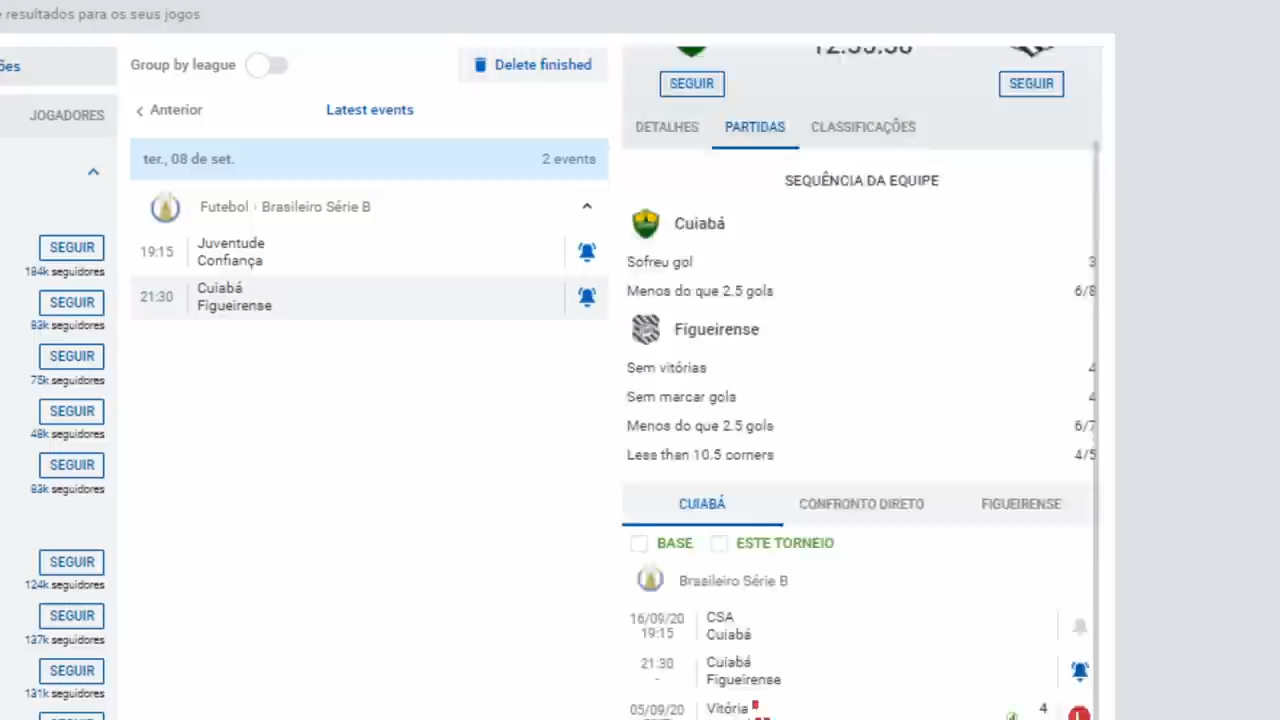 resultados para os seus jogos
ões
Group by league
Delete finished
JOGADORES
Anterior
Latest events
ter., 08 de set.
2 events
Futebol › Brasileiro Série B
19:15
Juventude
Confiança
21:30
Cuiabá
Figueirense
SEGUIR
184k seguidores
SEGUIR
83k seguidores
SEGUIR
75k seguidores
SEGUIR
48k seguidores
SEGUIR
83k seguidores
SEGUIR
124k seguidores
SEGUIR
137k seguidores
SEGUIR
131k seguidores
SEGUIR
SEGUIR
DETALHES
PARTIDAS
CLASSIFICAÇÕES
SEQUÊNCIA DA EQUIPE
Cuiabá
Sofreu gol 3
Menos do que 2.5 gols 6/8
Figueirense
Sem vitórias 4
Sem marcar gols 4
Menos do que 2.5 gols 6/7
Less than 10.5 corners 4/5
CUIABÁ
CONFRONTO DIRETO
FIGUEIRENSE
BASE
ESTE TORNEIO
Brasileiro Série B
16/09/20
19:15
CSA
Cuiabá
21:30
-
Cuiabá
Figueirense
05/09/20
Vitória
4
L